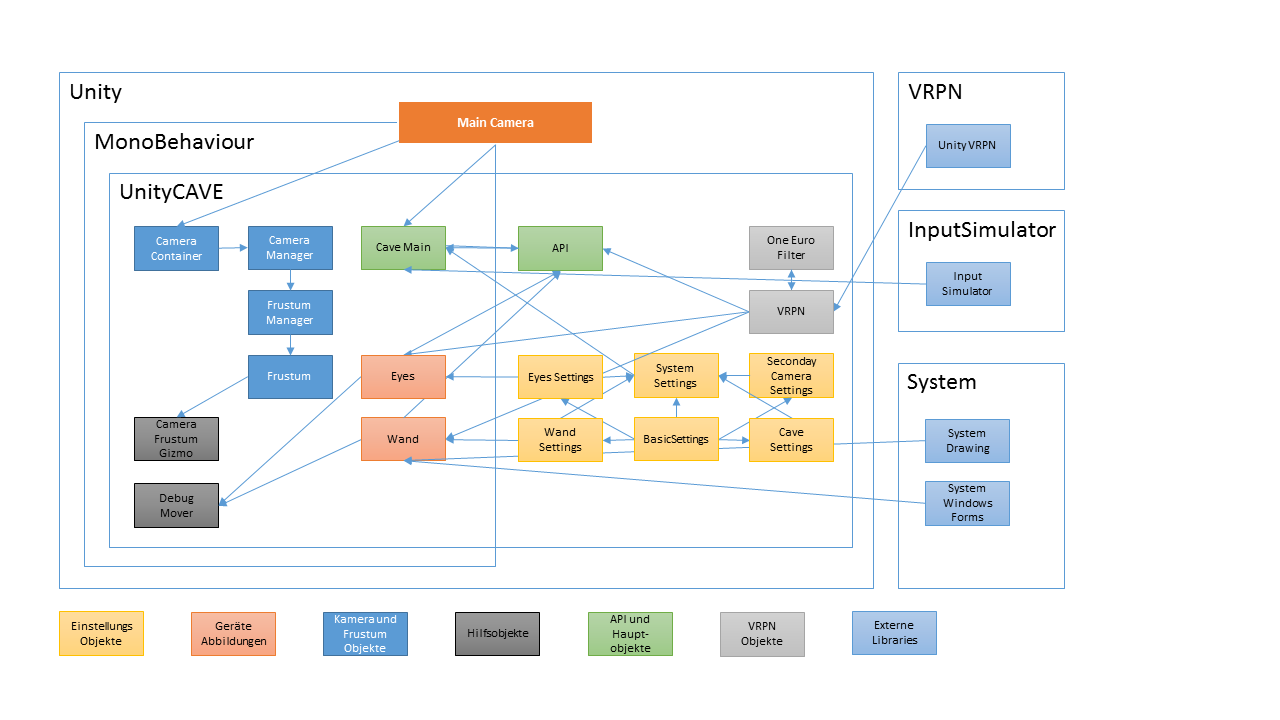 Unity
VRPN
Main Camera
MonoBehaviour
Unity VRPN
UnityCAVE
InputSimulator
Camera
Container
Camera
Manager
Cave Main
API
One Euro
Filter
Input
Simulator
Frustum
Manager
VRPN
Frustum
Eyes
Eyes Settings
System
Settings
Seconday
Camera
Settings
System
Camera
Frustum
Gizmo
Wand
Wand
Settings
BasicSettings
Cave
Settings
System
Drawing
Debug
Mover
System
Windows
Forms
Einstellungs
Objekte
Geräte
Abbildungen
Kamera und
Frustum
Objekte
Hilfsobjekte
API und
Haupt-
objekte
VRPN
Objekte
Externe
Libraries